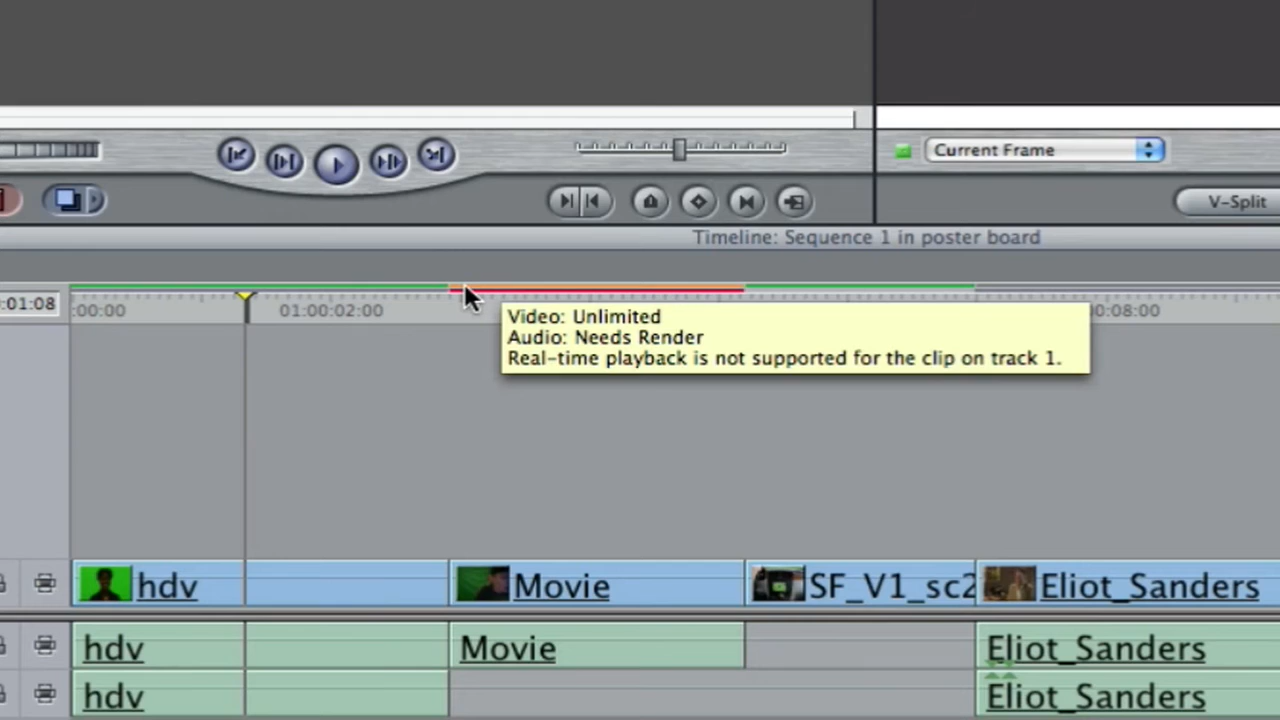 Current Frame
V-Split
Timeline: Sequence 1 in poster board
:01:08
:00:00
01:00:02:00
0:08:00
Video: Unlimited
Audio: Needs Render
Real-time playback is not supported for the clip on track 1.
hdv
Movie
SF_V1_sc2
Eliot_Sanders
hdv
Movie
Eliot_Sanders
hdv
Eliot_Sanders